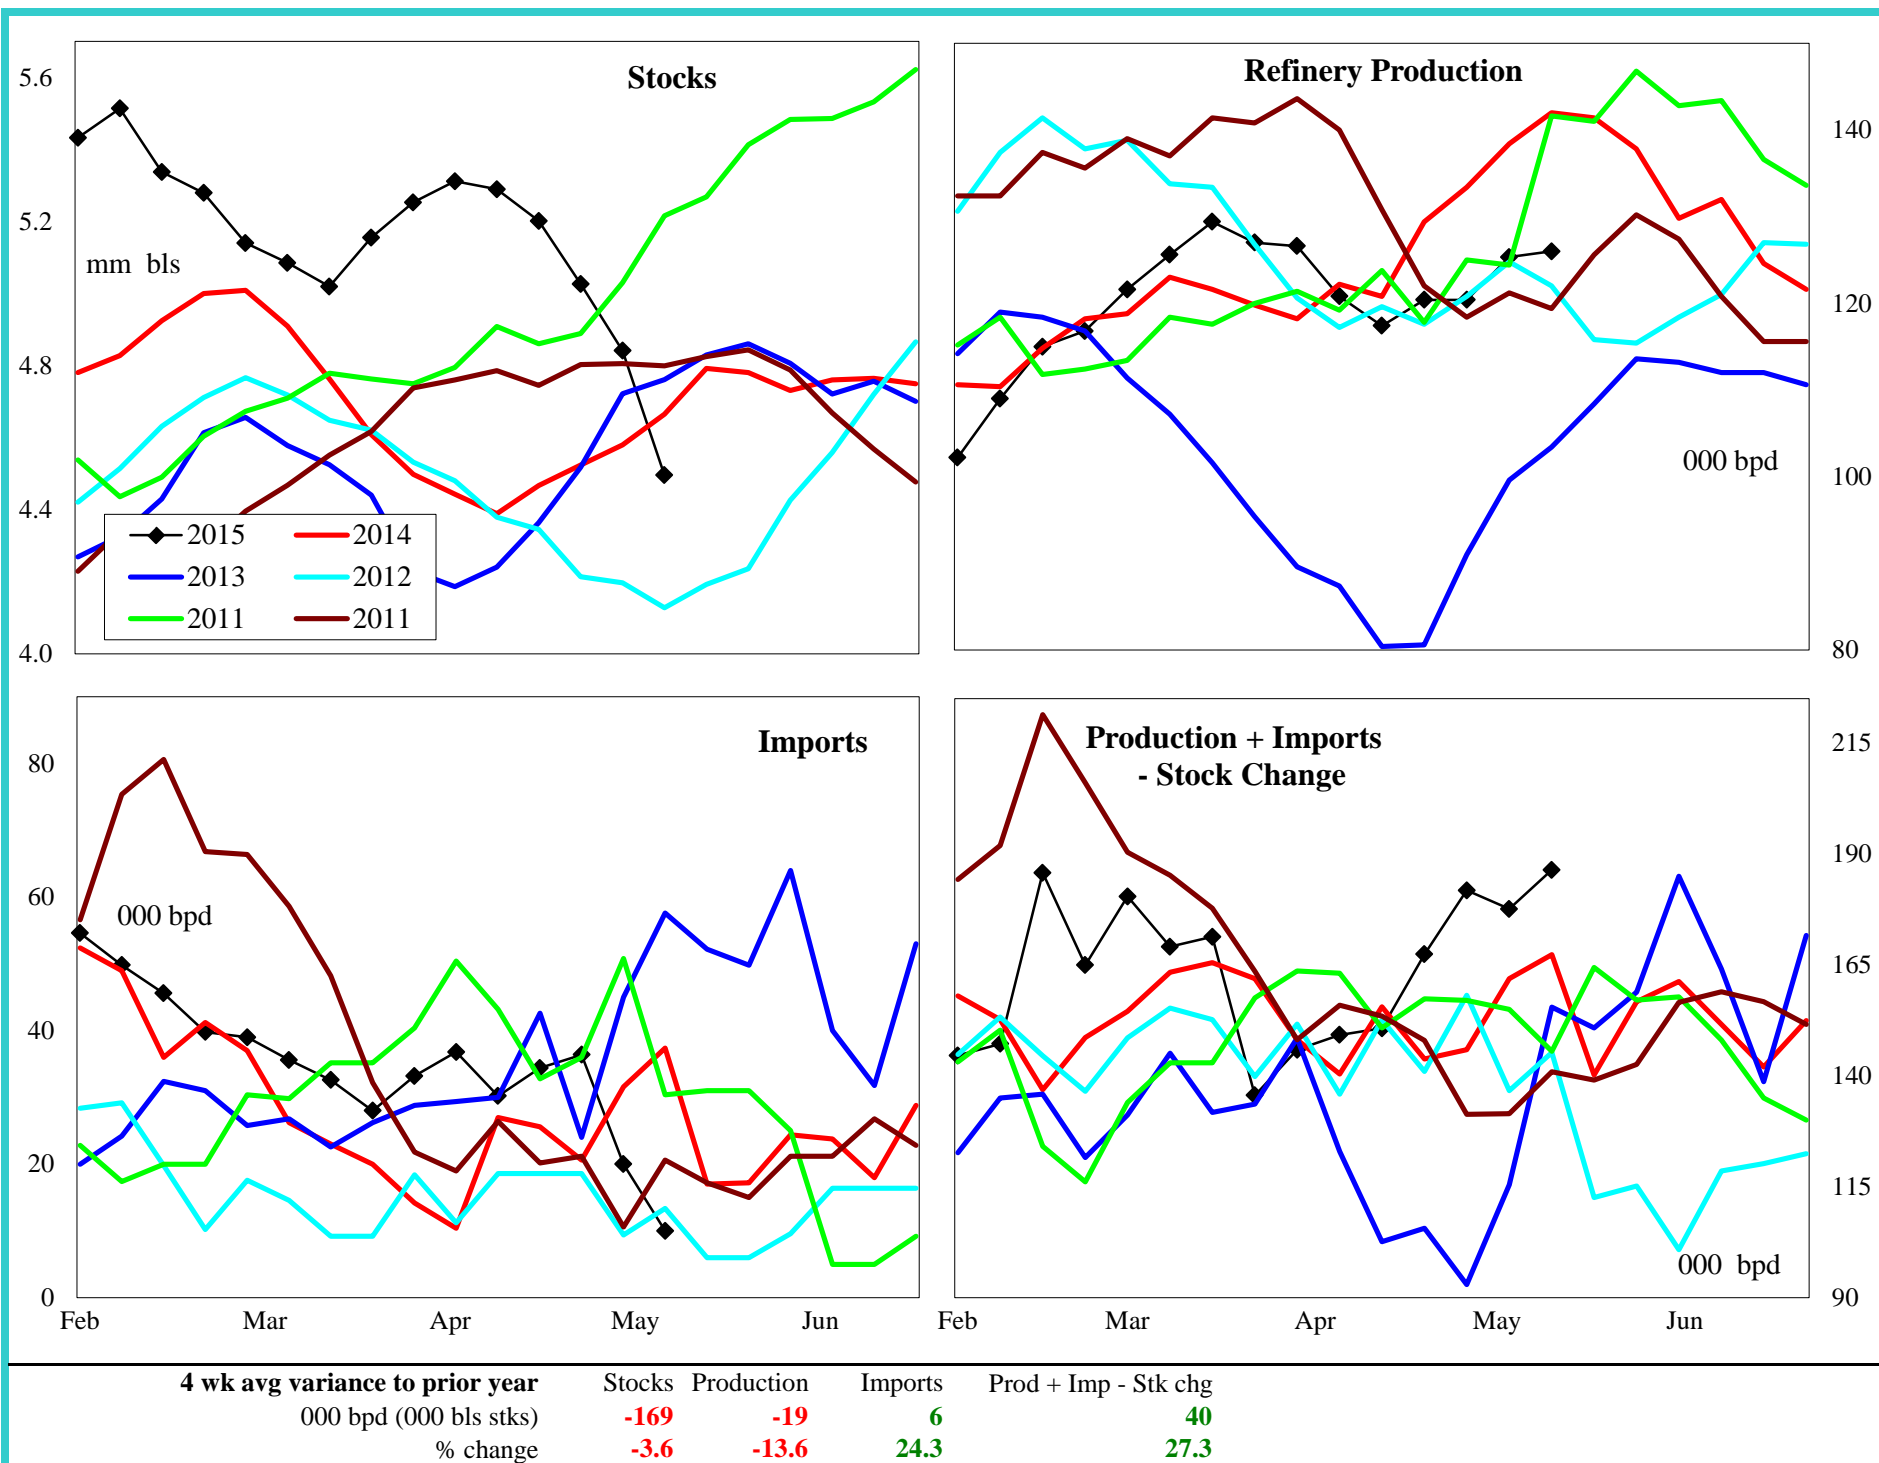 Stocks
5.6
5.2
mm bls
4.8
4.4
4.0
2015 2014
2013 2012
2011 2011
Refinery Production
140
120
000 bpd
100
80
Imports
80
60
000 bpd
40
20
0
Feb Mar Apr May Jun
Production + Imports
- Stock Change
215
190
165
140
115
000 bpd
90
Feb Mar Apr May Jun
4 wk avg variance to prior year Stocks Production Imports Prod + Imp - Stk chg
000 bpd (000 bls stks) -169 -19 6 40
% change -3.6 -13.6 24.3 27.3